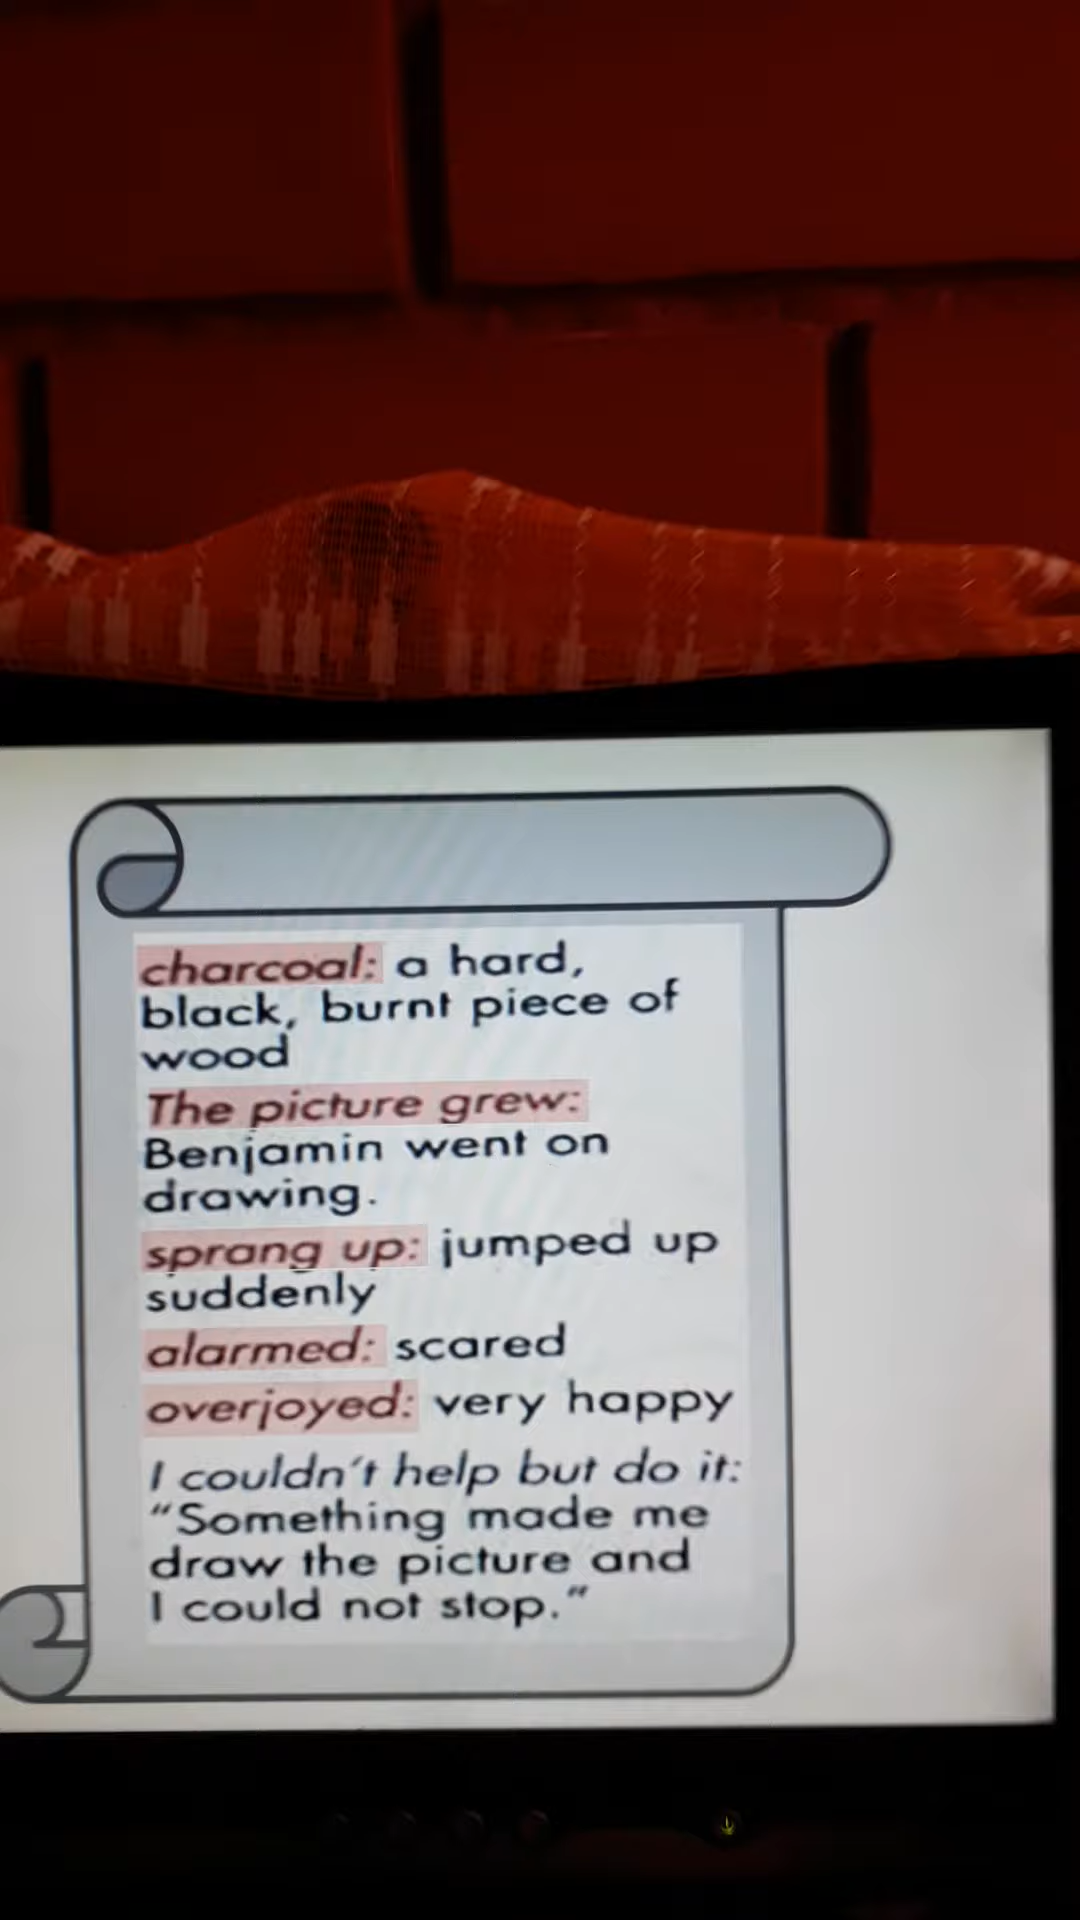 charcoal: a hard,
black, burnt piece of
wood
The picture grew:
Benjamin went on
drawing.
sprang up: jumped up
suddenly
alarmed: scared
overjoyed: very happy
I couldn't help but do it:
“Something made me
draw the picture and
I could not stop.”